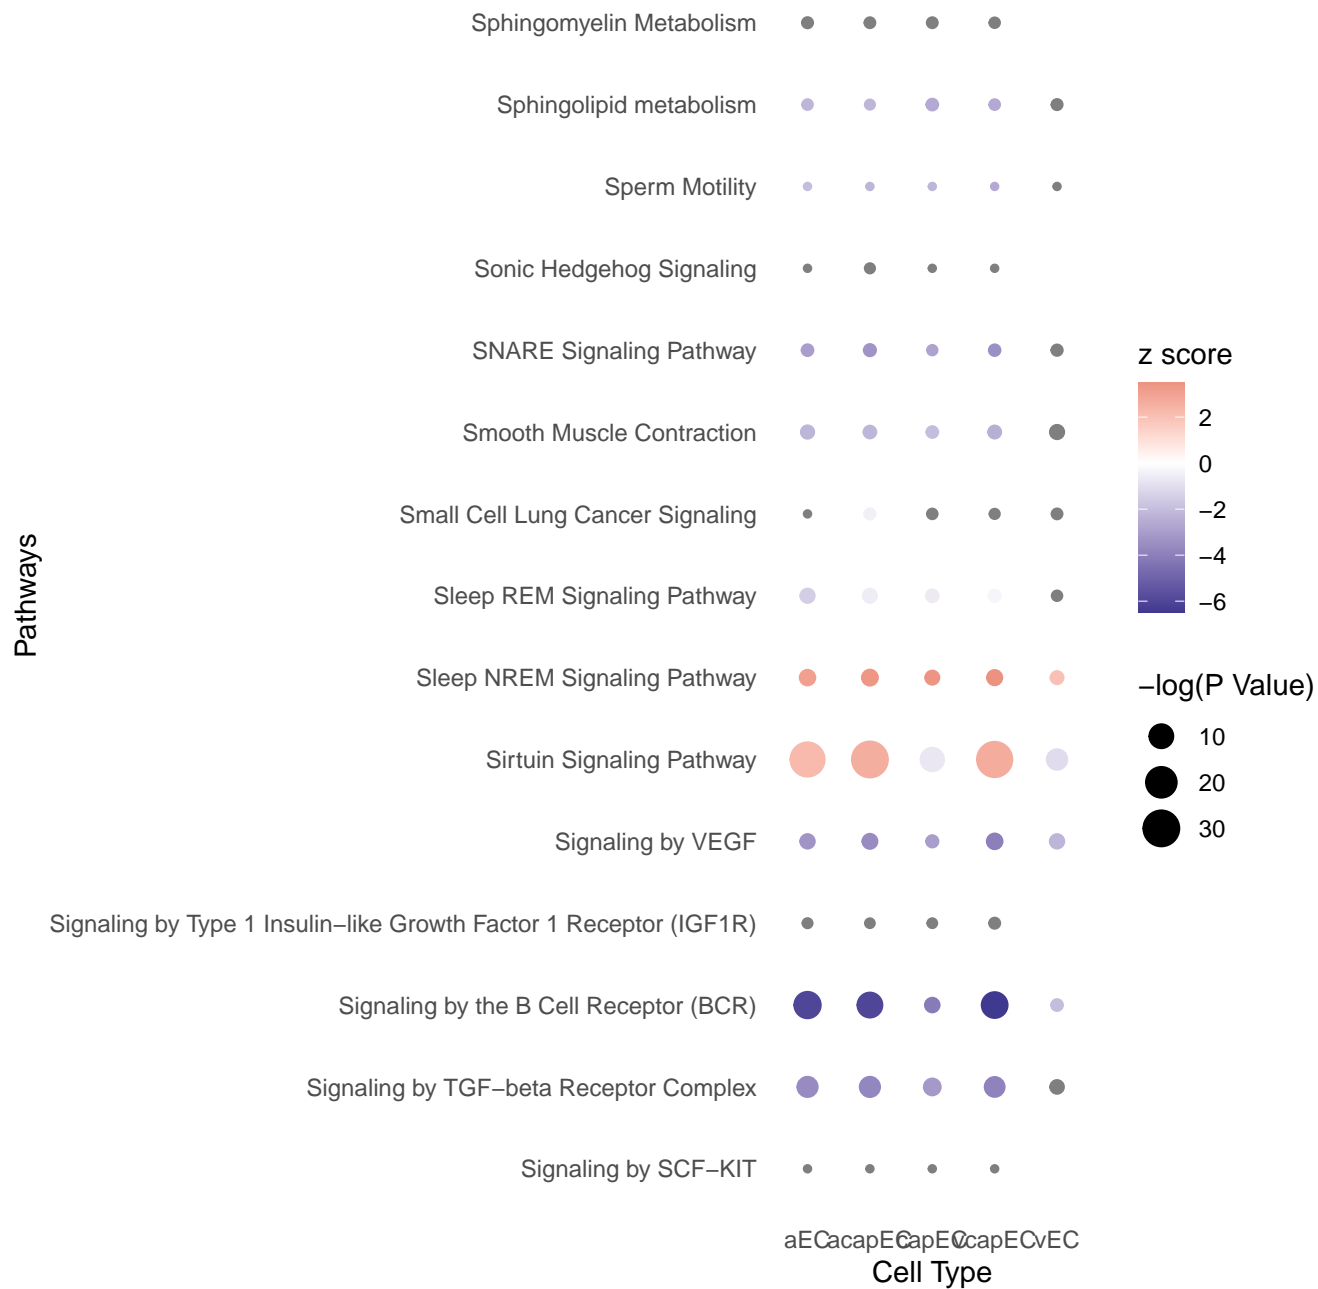 Sphingomyelin Metabolism
Sphingolipid metabolism
Sperm Motility
Sonic Hedgehog Signaling
SNARE Signaling Pathway
Smooth Muscle Contraction
Small Cell Lung Cancer Signaling
Sleep REM Signaling Pathway
Sleep NREM Signaling Pathway
Sirtuin Signaling Pathway
Signaling by VEGF
Signaling by Type 1 Insulin−like Growth Factor 1 Receptor (IGF1R)
Signaling by the B Cell Receptor (BCR)
Signaling by TGF−beta Receptor Complex
Signaling by SCF−KIT
Pathways
aEC acapEC capEC vcapEC vEC
Cell Type
z score
2
0
−2
−4
−6
−log(P Value)
10
20
30